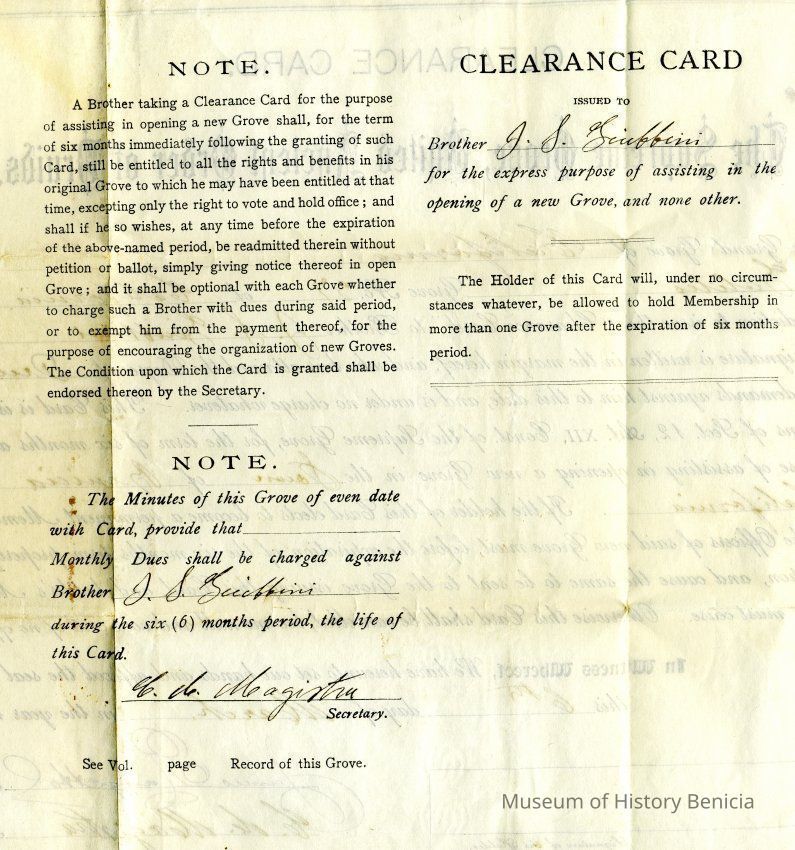 NOTE.
A Brother taking a Clearance Card for the purpose
of assisting in opening a new Grove shall, for the term
of six months immediately following the granting of such
Card, still be entitled to all the rights and benefits in his
original Grove to which he may have been entitled at that
time, excepting only the right to vote and hold office; and
shall if he so wishes, at any time before the expiration
of the above-named period, be readmitted therein without
petition or ballot, simply giving notice thereof in open
Grove; and it shall be optional with each Grove whether
to charge such a Brother with dues during said period,
or to exempt him from the payment thereof, for the
purpose of encouraging the organization of new Groves.
The Condition upon which the Card is granted shall be
endorsed thereon by the Secretary.
NOTE.
The Minutes of this Grove of even date
with Card, provide that
Monthly Dues shall be charged against
Brother J. S. Giubbini
during the six (6) months period, the life of
this Card.
Secretary.
See Vol. page Record of this Grove.
CLEARANCE CARD
ISSUED TO
Brother J. S. Giubbini
for the express purpose of assisting in the
opening of a new Grove, and none other.
The Holder of this Card will, under no circum-
stances whatever, be allowed to hold Membership in
more than one Grove after the expiration of six months
period.
Museum of History Benicia